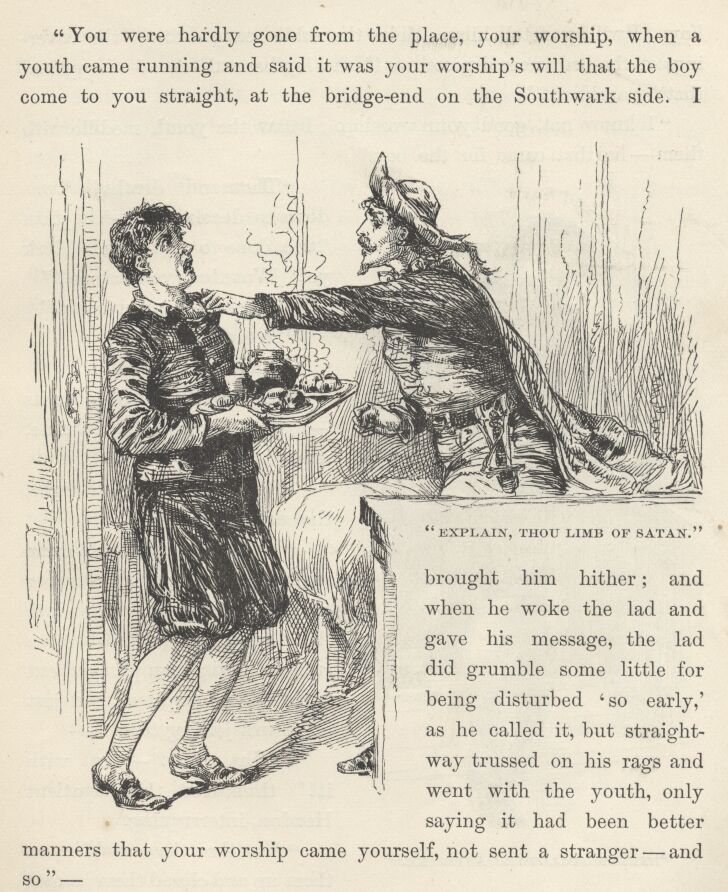 “You were hardly gone from the place, your worship, when a
youth came running and said it was your worship’s will that the boy
come to you straight, at the bridge-end on the Southwark side. I
“EXPLAIN, THOU LIMB OF SATAN.”
brought him hither; and
when he woke the lad and
gave his message, the lad
did grumble some little for
being disturbed ‘so early,’
as he called it, but straight-
way trussed on his rags and
went with the youth, only
saying it had been better
manners that your worship came yourself, not sent a stranger—and
so”—